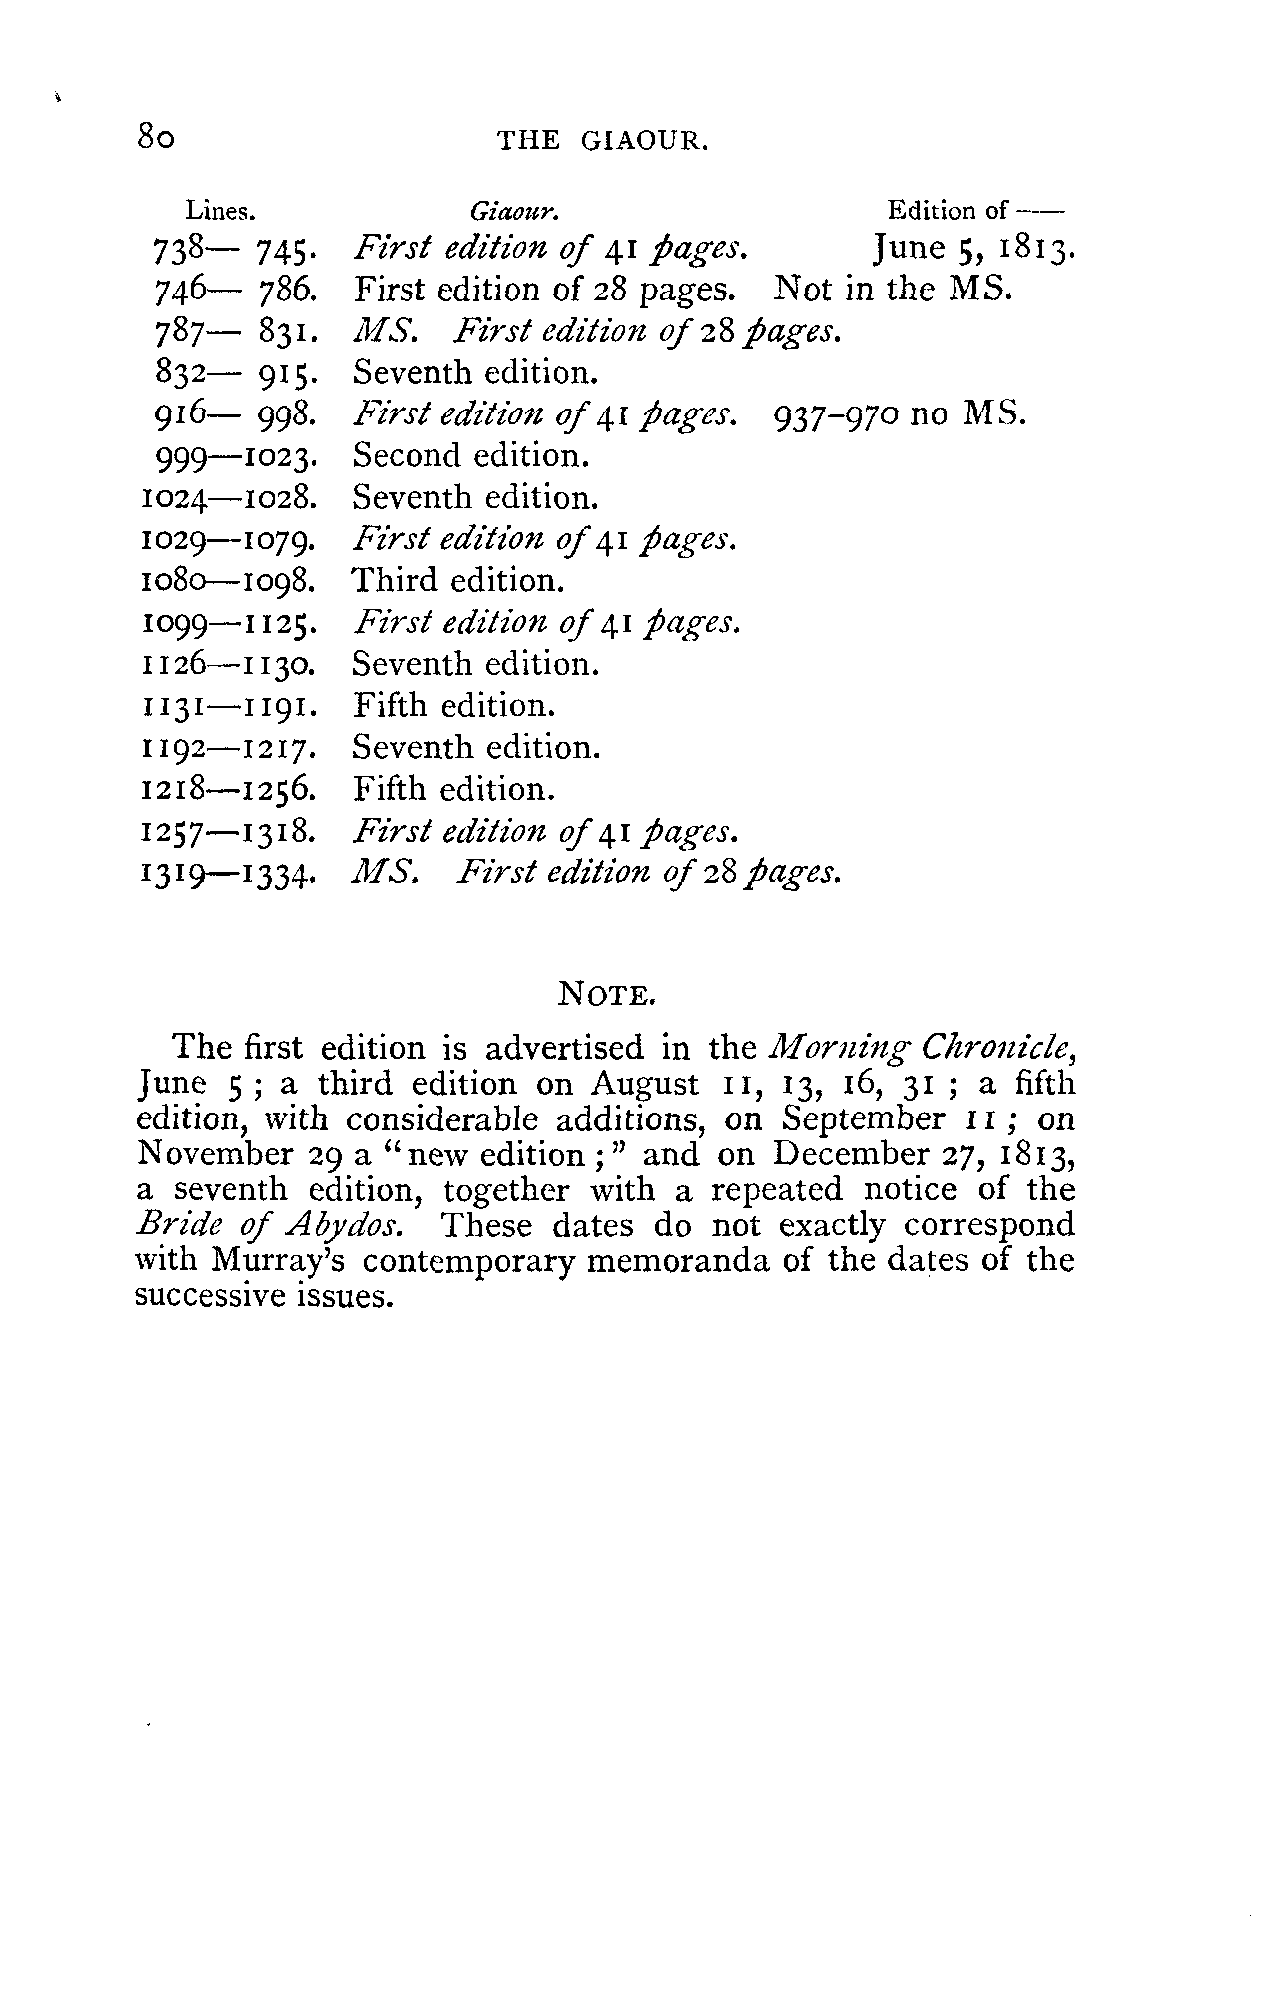 80 THE GIAOUR.
Lines. Giaour. Edition of ——
738— 745. First edition of 41 pages. June 5, 1813.
746— 786. First edition of 28 pages. Not in the MS.
787— 831. MS. First edition of 28 pages.
832— 915. Seventh edition.
916— 998. First edition of 41 pages. 937–970 no MS.
999—1023. Second edition.
1024—1028. Seventh edition.
1029—1079. First edition of 41 pages.
1080—1098. Third edition.
1099—1125. First edition of 41 pages.
1126—1130. Seventh edition.
1131—1191. Fifth edition.
1192—1217. Seventh edition.
1218—1256. Fifth edition.
1257—1318. First edition of 41 pages.
1319—1334. MS. First edition of 28 pages.
NOTE.
The first edition is advertised in the Morning Chronicle,
June 5 ; a third edition on August 11, 13, 16, 31 ; a fifth
edition, with considerable additions, on September 11 ; on
November 29 a “new edition ;” and on December 27, 1813,
a seventh edition, together with a repeated notice of the
Bride of Abydos. These dates do not exactly correspond
with Murray's contemporary memoranda of the dates of the
successive issues.